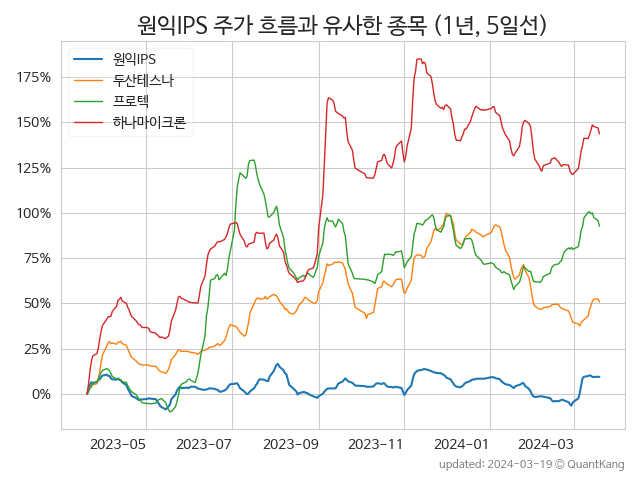 원익IPS 주가 흐름과 유사한 종목 (1년, 5일선)
원익IPS
두산테스나
프로텍
하나마이크론
175%
150%
125%
100%
75%
50%
25%
0%
2023-05 2023-07 2023-09 2023-11 2024-01 2024-03
updated: 2024-03-19 © QuantKang